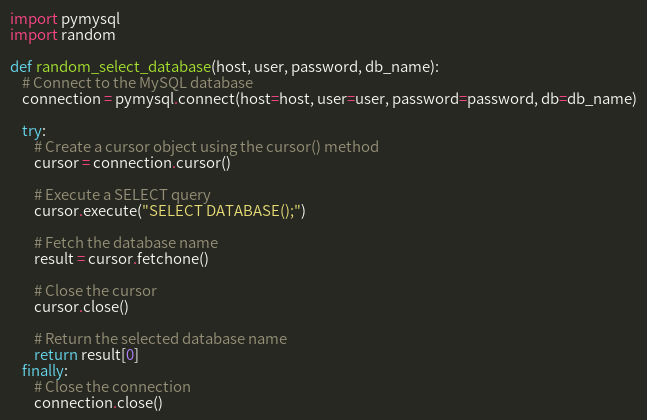 import pymysql
import random

def random_select_database(host, user, password, db_name):
    # Connect to the MySQL database
    connection = pymysql.connect(host=host, user=user, password=password, db=db_name)

    try:
        # Create a cursor object using the cursor() method
        cursor = connection.cursor()

        # Execute a SELECT query
        cursor.execute("SELECT DATABASE();")

        # Fetch the database name
        result = cursor.fetchone()

        # Close the cursor
        cursor.close()

        # Return the selected database name
        return result[0]
    finally:
        # Close the connection
        connection.close()